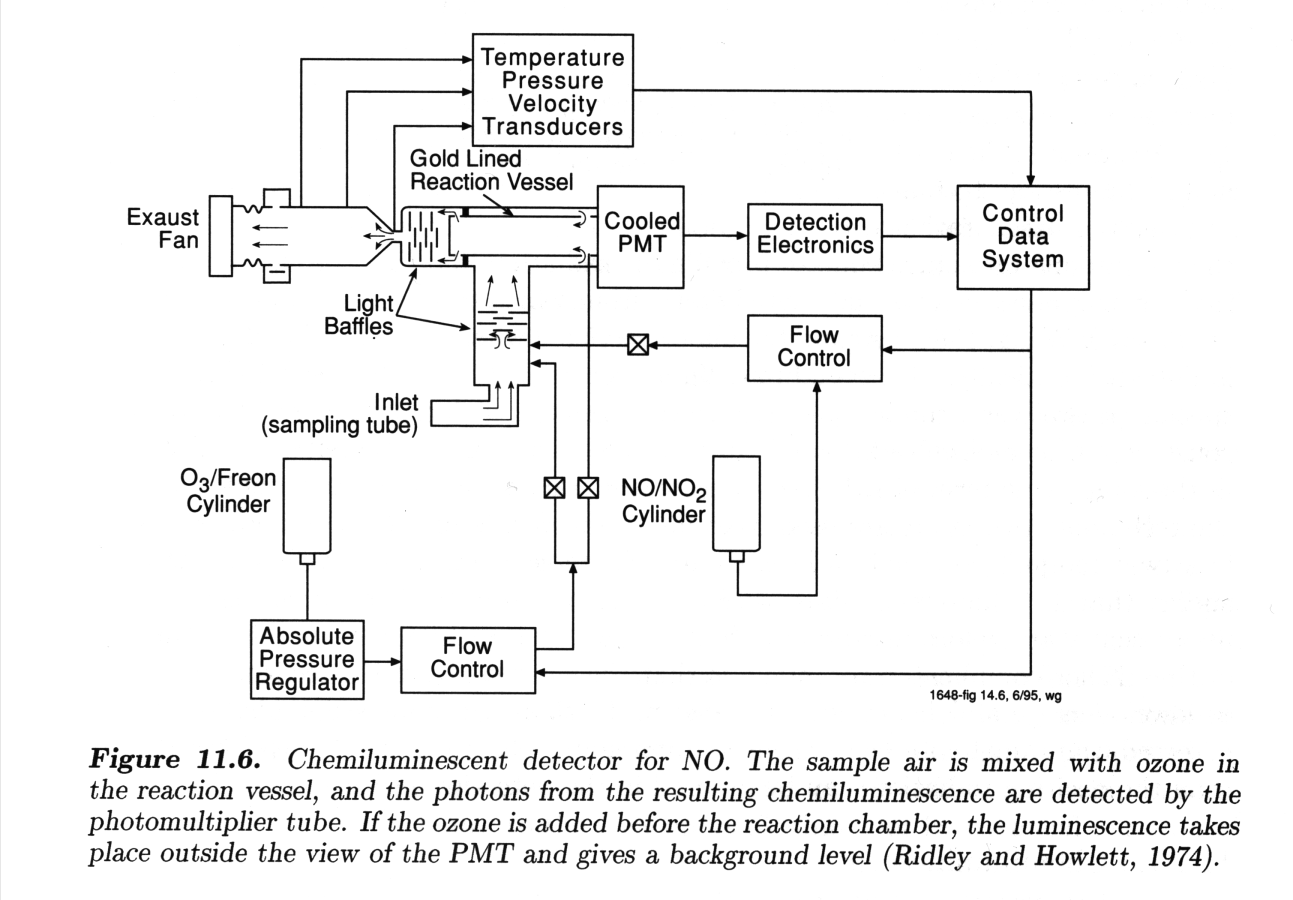 Temperature
Pressure
Velocity
Transducers
Gold Lined
Reaction Vessel
Exaust
Fan
Cooled
PMT
Detection
Electronics
Control
Data
System
Light
Baffles
Flow
Control
Inlet
(sampling tube)
O₃/Freon
Cylinder
NO/NO₂
Cylinder
Absolute
Pressure
Regulator
Flow
Control
1648-fig 14.6, 6/95, wg
Figure 11.6. Chemiluminescent detector for NO. The sample air is mixed with ozone in
the reaction vessel, and the photons from the resulting chemiluminescence are detected by the
photomultiplier tube. If the ozone is added before the reaction chamber, the luminescence takes
place outside the view of the PMT and gives a background level (Ridley and Howlett, 1974).